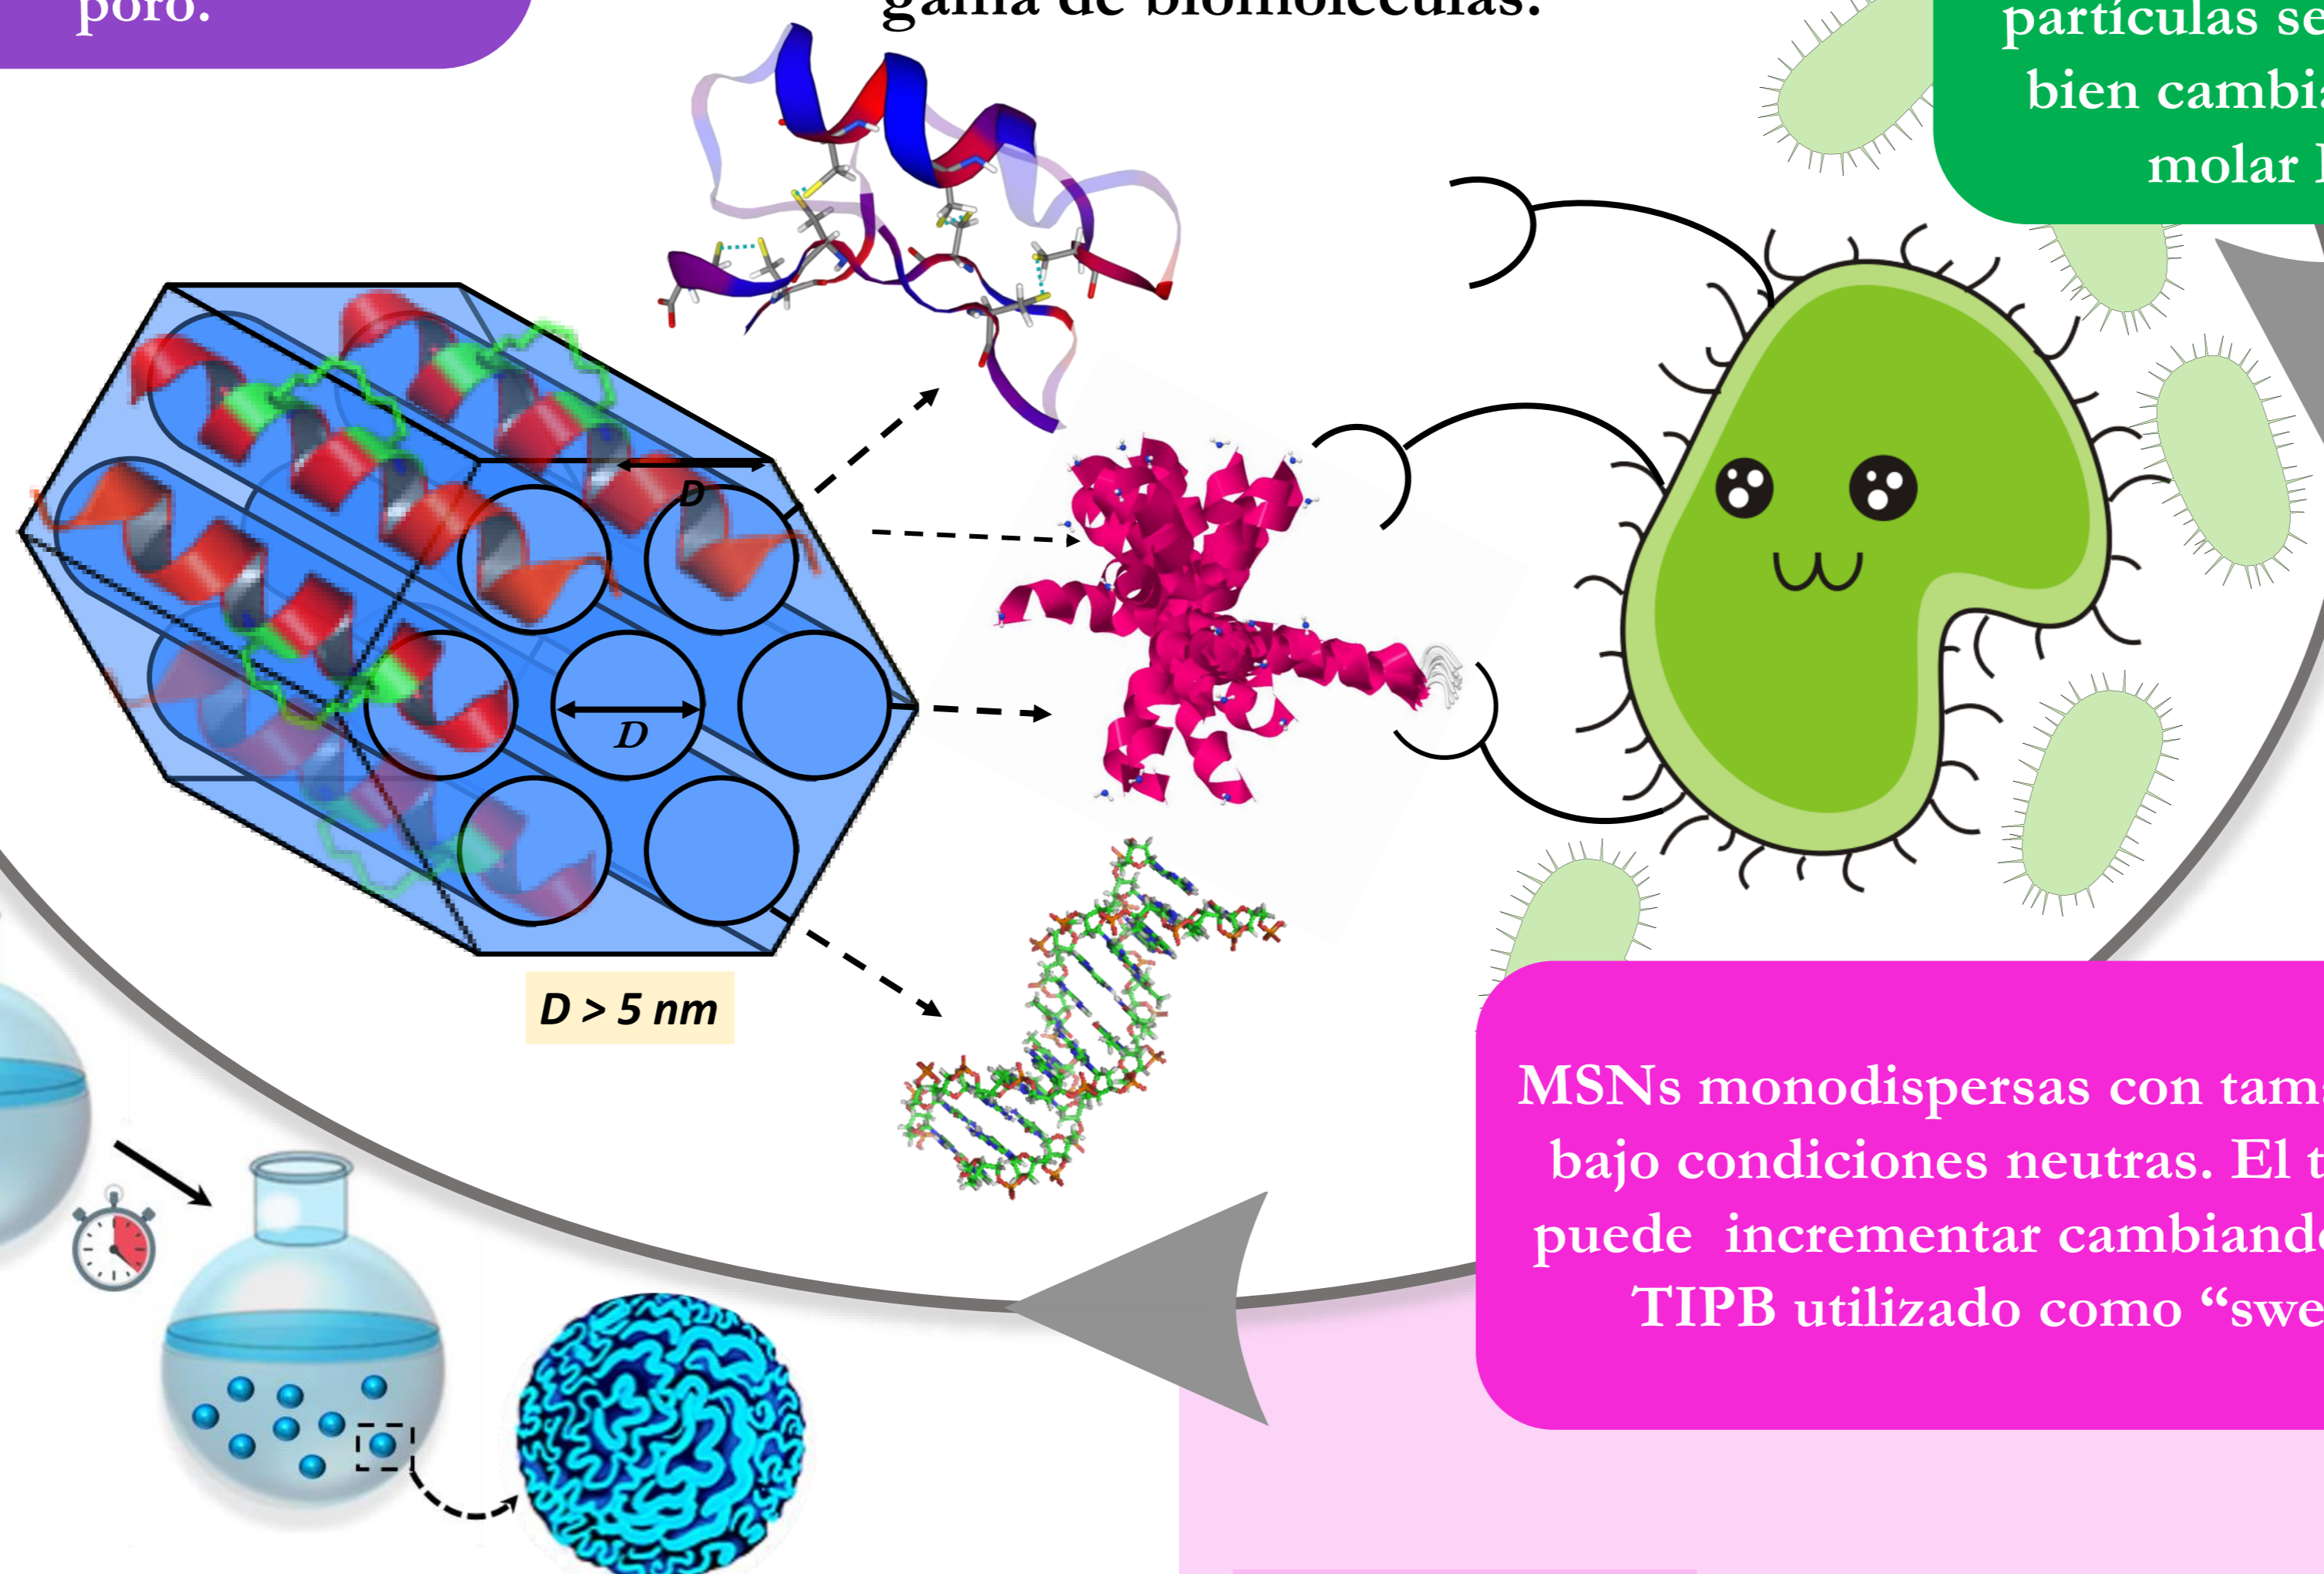 poro.
gama de biomoléculas.
partículas se
bien cambia
molar
D
D
D > 5 nm
MSNs monodispersas con tam
bajo condiciones neutras. El t
puede incrementar cambiand
TIPB utilizado como “swe